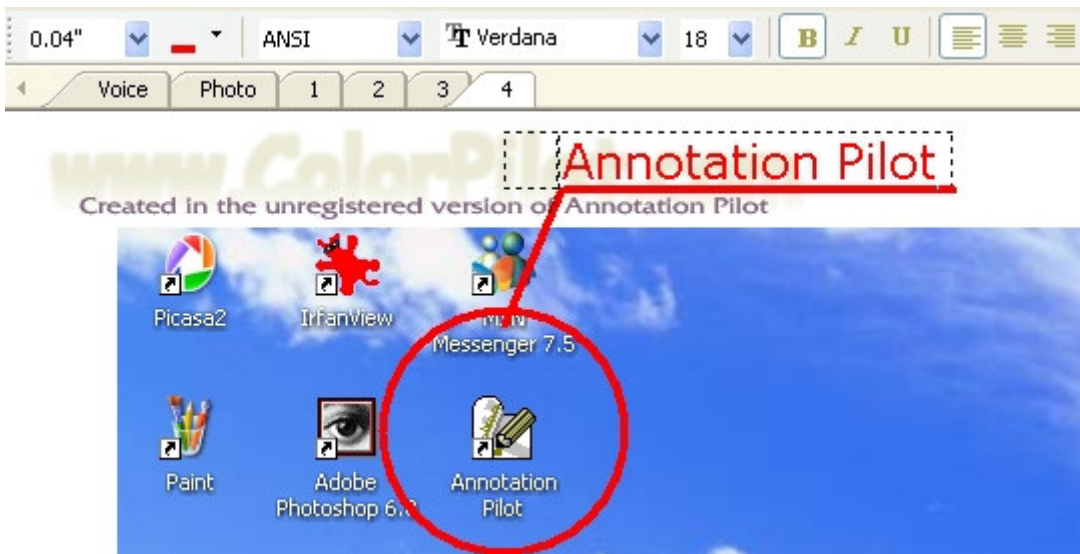 0.04" ANSI Verdana 18 B I U
Voice Photo 1 2 3 4
www.ColorPilot
Annotation Pilot
Created in the unregistered version of Annotation Pilot
Picasa2 IrfanView MSN
Messenger 7.5
Paint Adobe Annotation
Photoshop 6.0 Pilot